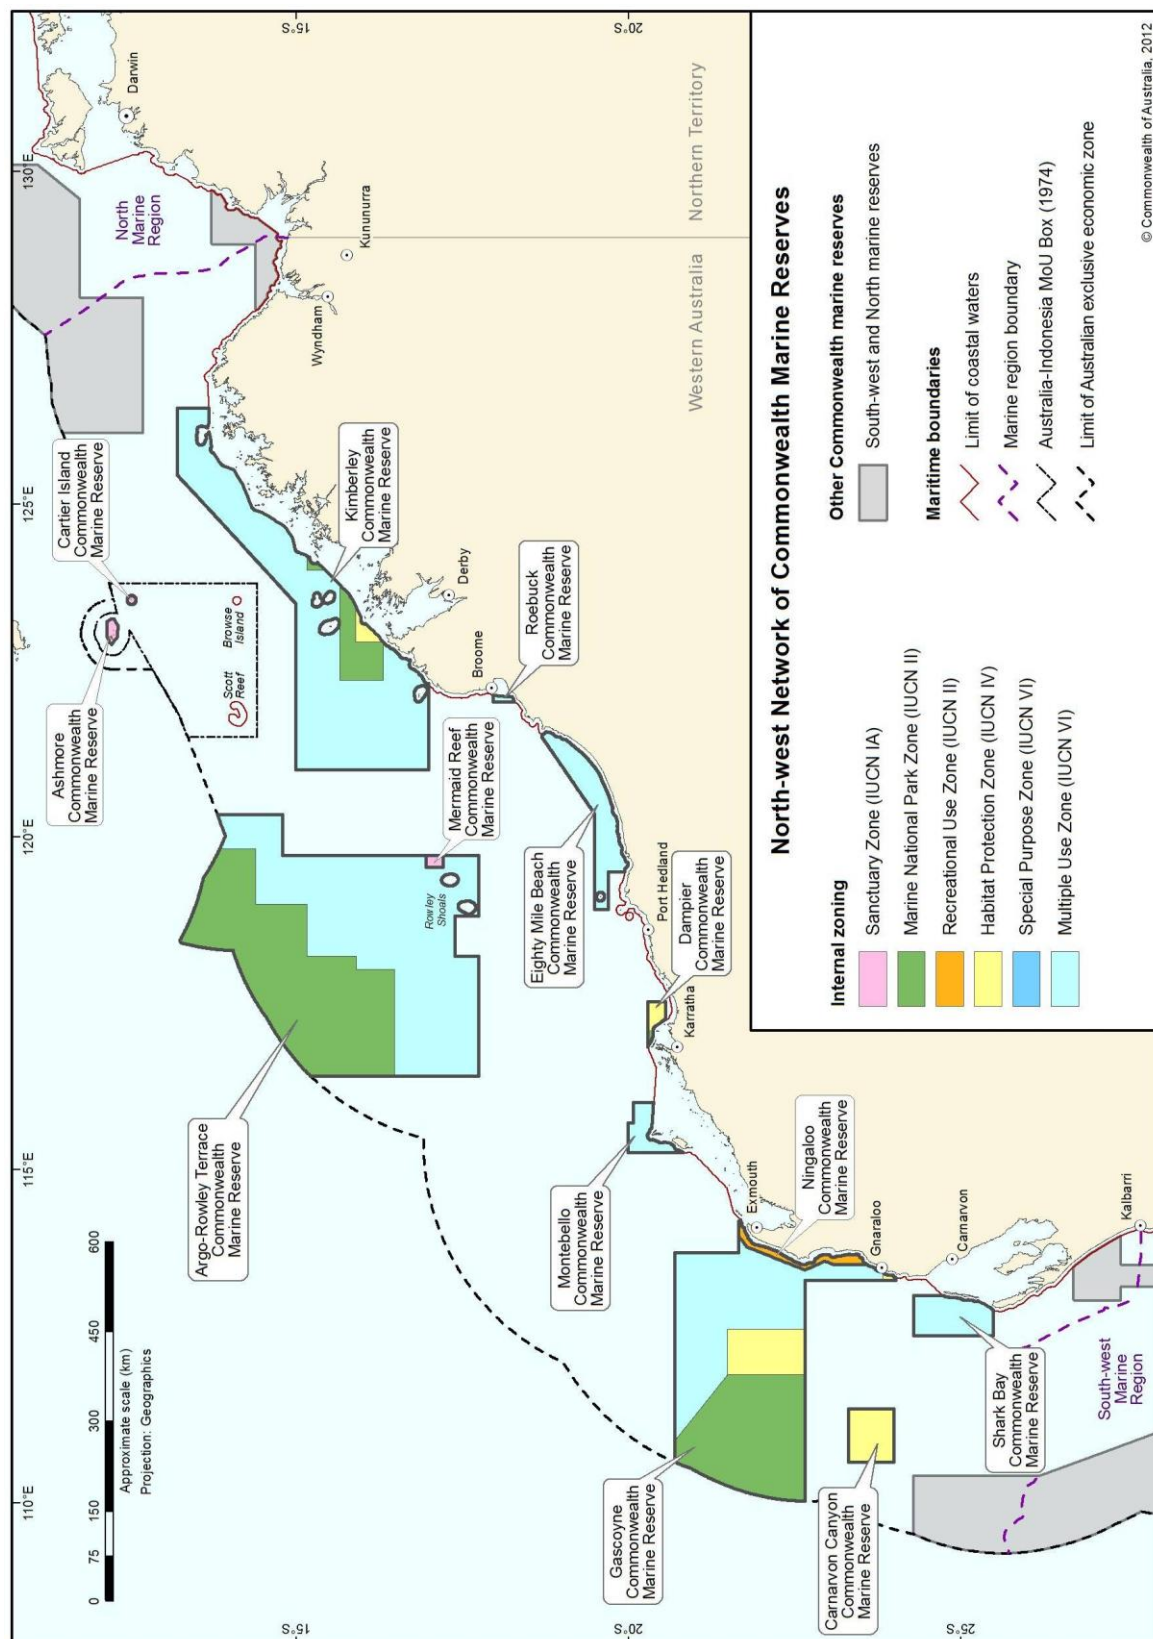 15°S
20°S
130°E
125°E
120°E
115°E
110°E
15°S
20°S
25°S
Darwin
North
Marine
Region
Kununurra
Wyndham
Northern Territory
Western Australia
Cartier Island
Commonwealth
Marine Reserve
Ashmore
Commonwealth
Marine Reserve
Scott
Reef
Browse
Island
Kimberley
Commonwealth
Marine Reserve
Derby
Broome
Roebuck
Commonwealth
Marine Reserve
Mermaid Reef
Commonwealth
Marine Reserve
Rowley
Shoals
Eighty Mile Beach
Commonwealth
Marine Reserve
Port Hedland
Dampier
Commonwealth
Marine Reserve
Karratha
Argo-Rowley Terrace
Commonwealth
Marine Reserve
Montebello
Commonwealth
Marine Reserve
Exmouth
Ningaloo
Commonwealth
Marine Reserve
Gnaraloo
Carnarvon
Kalbarri
Gascoyne
Commonwealth
Marine Reserve
Carnarvon Canyon
Commonwealth
Marine Reserve
Shark Bay
Commonwealth
Marine Reserve
South-west
Marine
Region
0 75 150 300 450 600
Approximate scale (km)
Projection: Geographics
North-west Network of Commonwealth Marine Reserves
Internal zoning
Sanctuary Zone (IUCN IA)
Marine National Park Zone (IUCN II)
Recreational Use Zone (IUCN II)
Habitat Protection Zone (IUCN IV)
Special Purpose Zone (IUCN VI)
Multiple Use Zone (IUCN VI)
Other Commonwealth marine reserves
South-west and North marine reserves
Maritime boundaries
Limit of coastal waters
Marine region boundary
Australia-Indonesia MoU Box (1974)
Limit of Australian exclusive economic zone
© Commonwealth of Australia, 2012